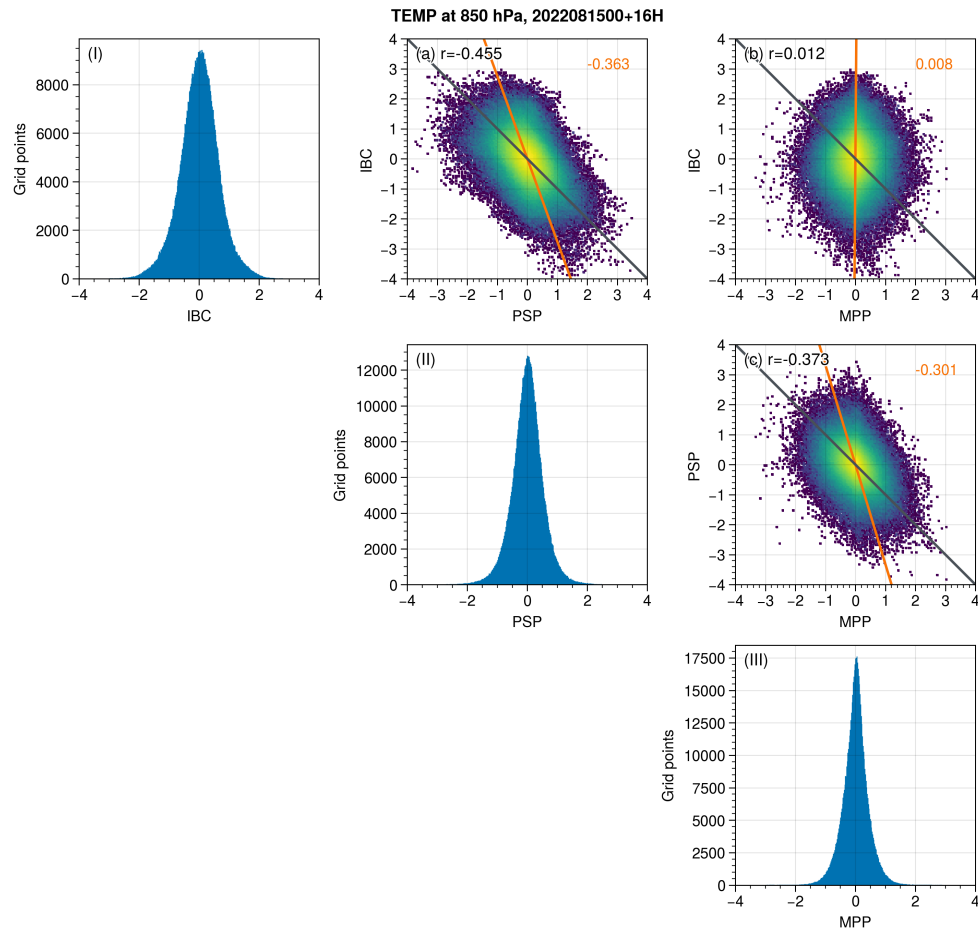 TEMP at 850 hPa, 2022081500+16H
(I)
8000
6000
4000
2000
0
Grid points
−4 −2 0 2 4
IBC
(a) r=-0.455
-0.363
4
3
2
1
0
−1
−2
−3
−4
IBC
−4 −3 −2 −1 0 1 2 3 4
PSP
(b) r=0.012
0.008
4
3
2
1
0
−1
−2
−3
−4
IBC
−4 −3 −2 −1 0 1 2 3 4
MPP
(II)
12000
10000
8000
6000
4000
2000
0
Grid points
−4 −2 0 2 4
PSP
(c) r=-0.373
-0.301
4
3
2
1
0
−1
−2
−3
−4
PSP
−4 −3 −2 −1 0 1 2 3 4
MPP
(III)
17500
15000
12500
10000
7500
5000
2500
0
Grid points
−4 −2 0 2 4
MPP